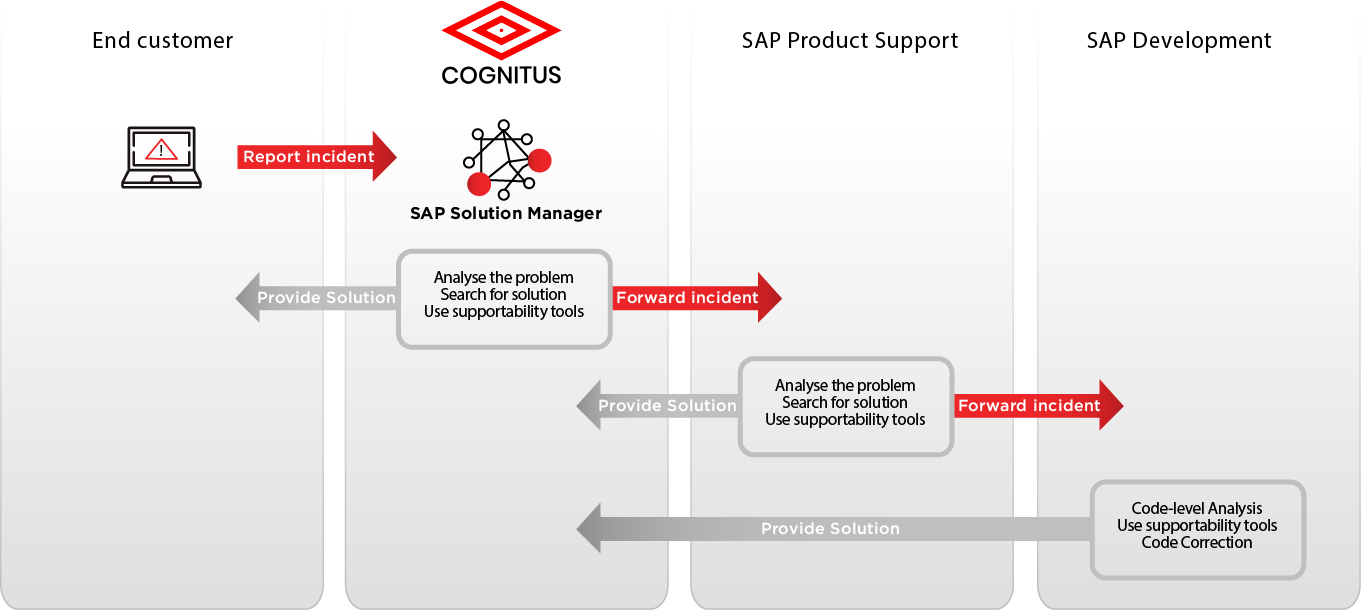 End customer
COGNITUS
SAP Product Support
SAP Development
!
Report incident
SAP Solution Manager
Provide Solution
Analyse the problem
Search for solution
Use supportability tools
Forward incident
Provide Solution
Analyse the problem
Search for solution
Use supportability tools
Forward incident
Provide Solution
Code-level Analysis
Use supportability tools
Code Correction